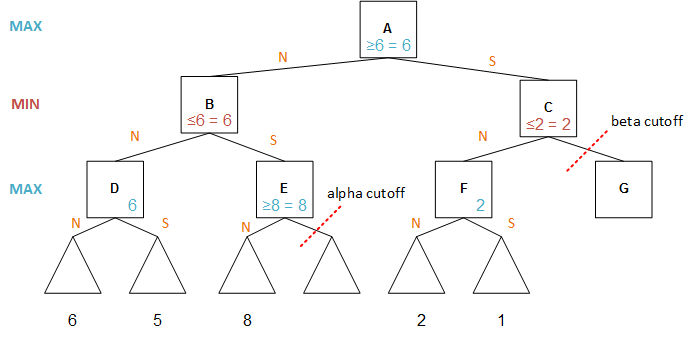 MAX
A
≥6 = 6
N
S
MIN
B
≤6 = 6
C
≤2 = 2
beta cutoff
N
S
N
MAX
D
6
E
≥8 = 8
alpha cutoff
F
2
G
N
S
N
N
S
6
5
8
2
1